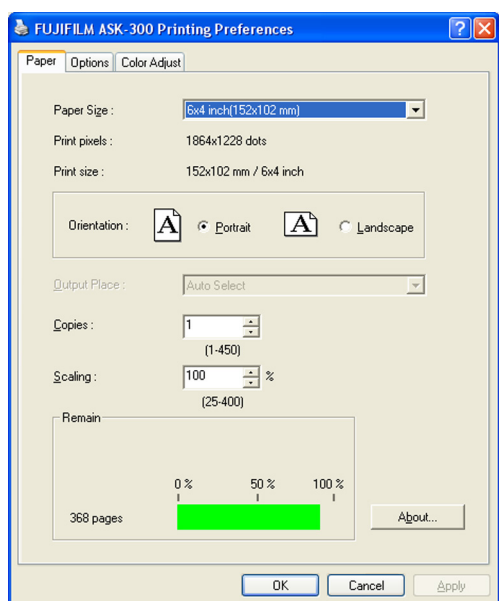 FUJIFILM ASK-300 Printing Preferences
Paper Options Color Adjust
Paper Size : 6x4 inch(152x102 mm)
Print pixels : 1864x1228 dots
Print size : 152x102 mm / 6x4 inch
Orientation : A Portrait A Landscape
Output Place : Auto Select
Copies : 1
(1-450)
Scaling : 100 %
(25-400)
Remain
0 % 50 % 100 %
368 pages
About...
OK Cancel Apply